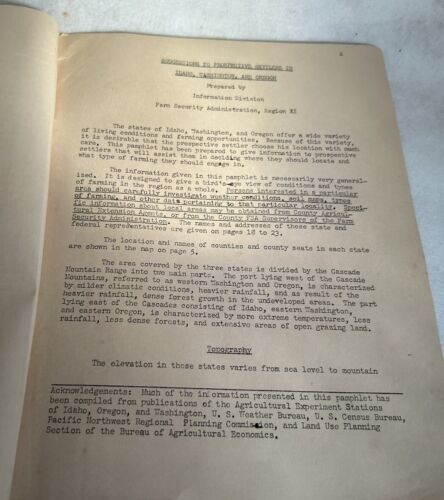 SUGGESTIONS TO PROSPECTIVE SETTLERS IN
IDAHO, WASHINGTON, AND OREGON
Prepared by
Information Division
Farm Security Administration, Region XI
The states of Idaho, Washington, and Oregon offer a wide variety
of living conditions and farming opportunities. Because of this variety,
it is desirable that the prospective settler choose his location with much
care. This pamphlet has been prepared to give information to prospective
settlers that will assist them in deciding where they should locate and
what type of farming they should engage in.
The information given in this pamphlet is necessarily very general-
ized. It is designed to give a bird's-eye view of conditions and types
of farming in the region as a whole. Persons interested in a particular
area should carefully investigate weather conditions, soil maps, types
of farming, and other data pertaining to that particular locality. Speci-
fic information about local areas may be obtained from County Agricul-
tural Extension Agents, or from the County FSA Supervisors of the Farm
Security Administration. The names and addresses of these state and
federal representatives are given on pages 18 to 23.
The location and names of counties and county seats in each state
are shown in the map on page 5.
The area covered by the three states is divided by the Cascade
Mountain Range into two main parts. The part lying west of the Cascade
Mountains, referred to as western Washington and Oregon, is characterized
by milder climatic conditions, heavier rainfall, and as result of the
heavier rainfall, dense forest growth in the undeveloped areas. The part
lying east of the Cascades consisting of Idaho, eastern Washington,
and eastern Oregon, is characterized by more extreme temperatures, less
rainfall, less dense forests, and extensive areas of open grazing land.
Topography
The elevation in these states varies from sea level to mountain
Acknowledgements: Much of the information presented in this pamphlet has
been compiled from publications of the Agricultural Experiment Stations
of Idaho, Oregon, and Washington, U. S. Weather Bureau, U. S. Census Bureau,
Pacific Northwest Regional Planning Commission, and Land Use Planning
Section of the Bureau of Agricultural Economics.